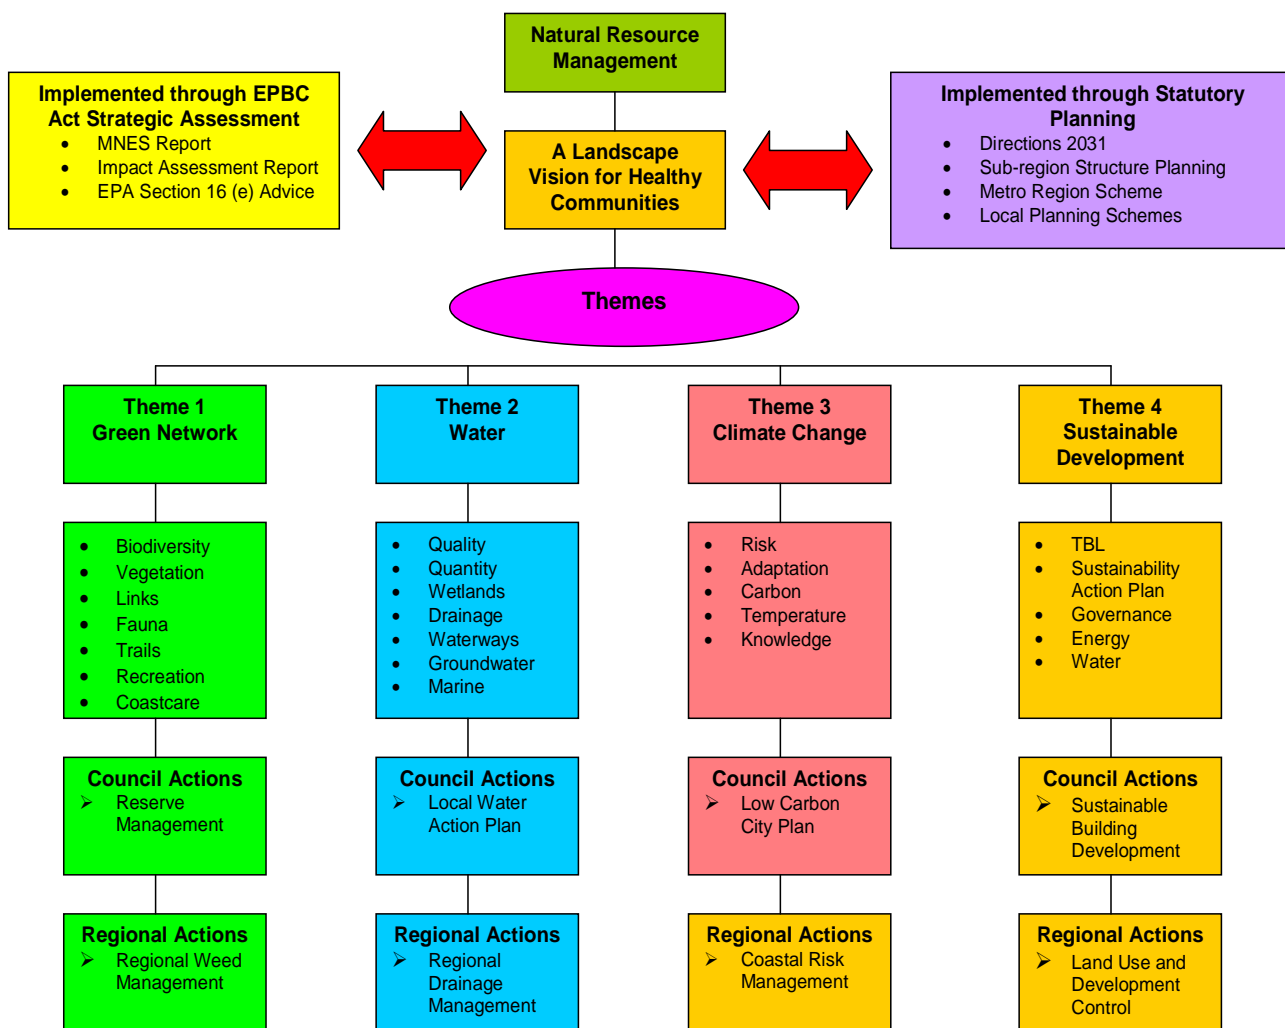 Natural Resource
Management
Implemented through EPBC
Act Strategic Assessment
• MNES Report
• Impact Assessment Report
• EPA Section 16 (e) Advice
A Landscape
Vision for Healthy
Communities
Implemented through Statutory
Planning
• Directions 2031
• Sub-region Structure Planning
• Metro Region Scheme
• Local Planning Schemes
Themes
Theme 1
Green Network
Theme 2
Water
Theme 3
Climate Change
Theme 4
Sustainable
Development
• Biodiversity
• Vegetation
• Links
• Fauna
• Trails
• Recreation
• Coastcare
• Quality
• Quantity
• Wetlands
• Drainage
• Waterways
• Groundwater
• Marine
• Risk
• Adaptation
• Carbon
• Temperature
• Knowledge
• TBL
• Sustainability
Action Plan
• Governance
• Energy
• Water
Council Actions
➢ Reserve
Management
Council Actions
➢ Local Water
Action Plan
Council Actions
➢ Low Carbon
City Plan
Council Actions
➢ Sustainable
Building
Development
Regional Actions
➢ Regional Weed
Management
Regional Actions
➢ Regional
Drainage
Management
Regional Actions
➢ Coastal Risk
Management
Regional Actions
➢ Land Use and
Development
Control